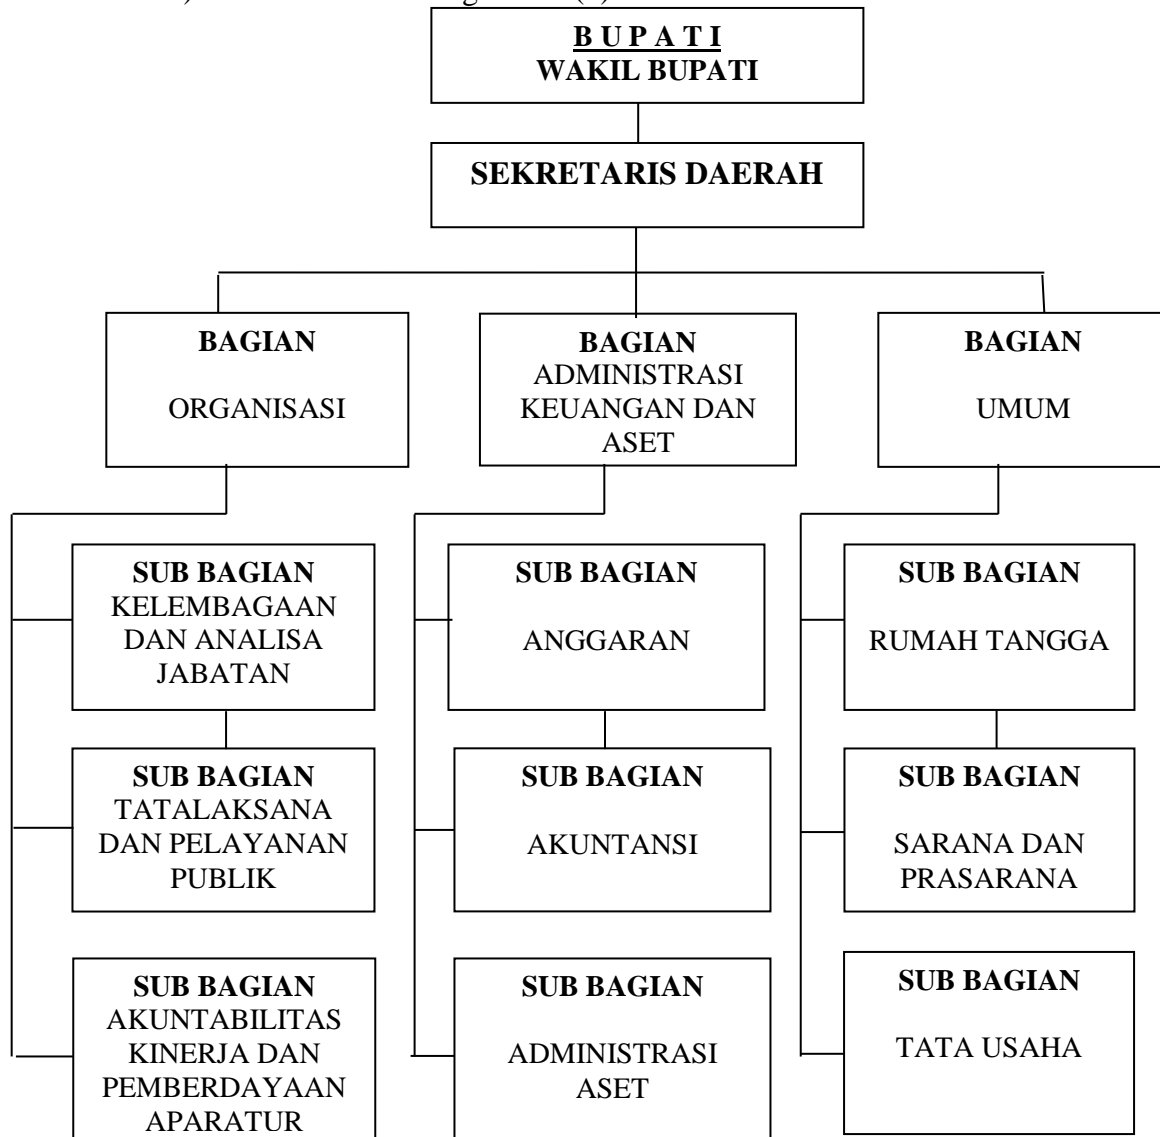 B U P A T I
WAKIL BUPATI
SEKRETARIS DAERAH
BAGIAN
ORGANISASI
BAGIAN
ADMINISTRASI
KEUANGAN DAN
ASET
BAGIAN
UMUM
SUB BAGIAN
KELEMBAGAAN
DAN ANALISA
JABATAN
SUB BAGIAN
ANGGARAN
SUB BAGIAN
RUMAH TANGGA
SUB BAGIAN
TATALAKSANA
DAN PELAYANAN
PUBLIK
SUB BAGIAN
AKUNTANSI
SUB BAGIAN
SARANA DAN
PRASARANA
SUB BAGIAN
AKUNTABILITAS
KINERJA DAN
PEMBERDAYAAN
APARATUR
SUB BAGIAN
ADMINISTRASI
ASET
SUB BAGIAN
TATA USAHA